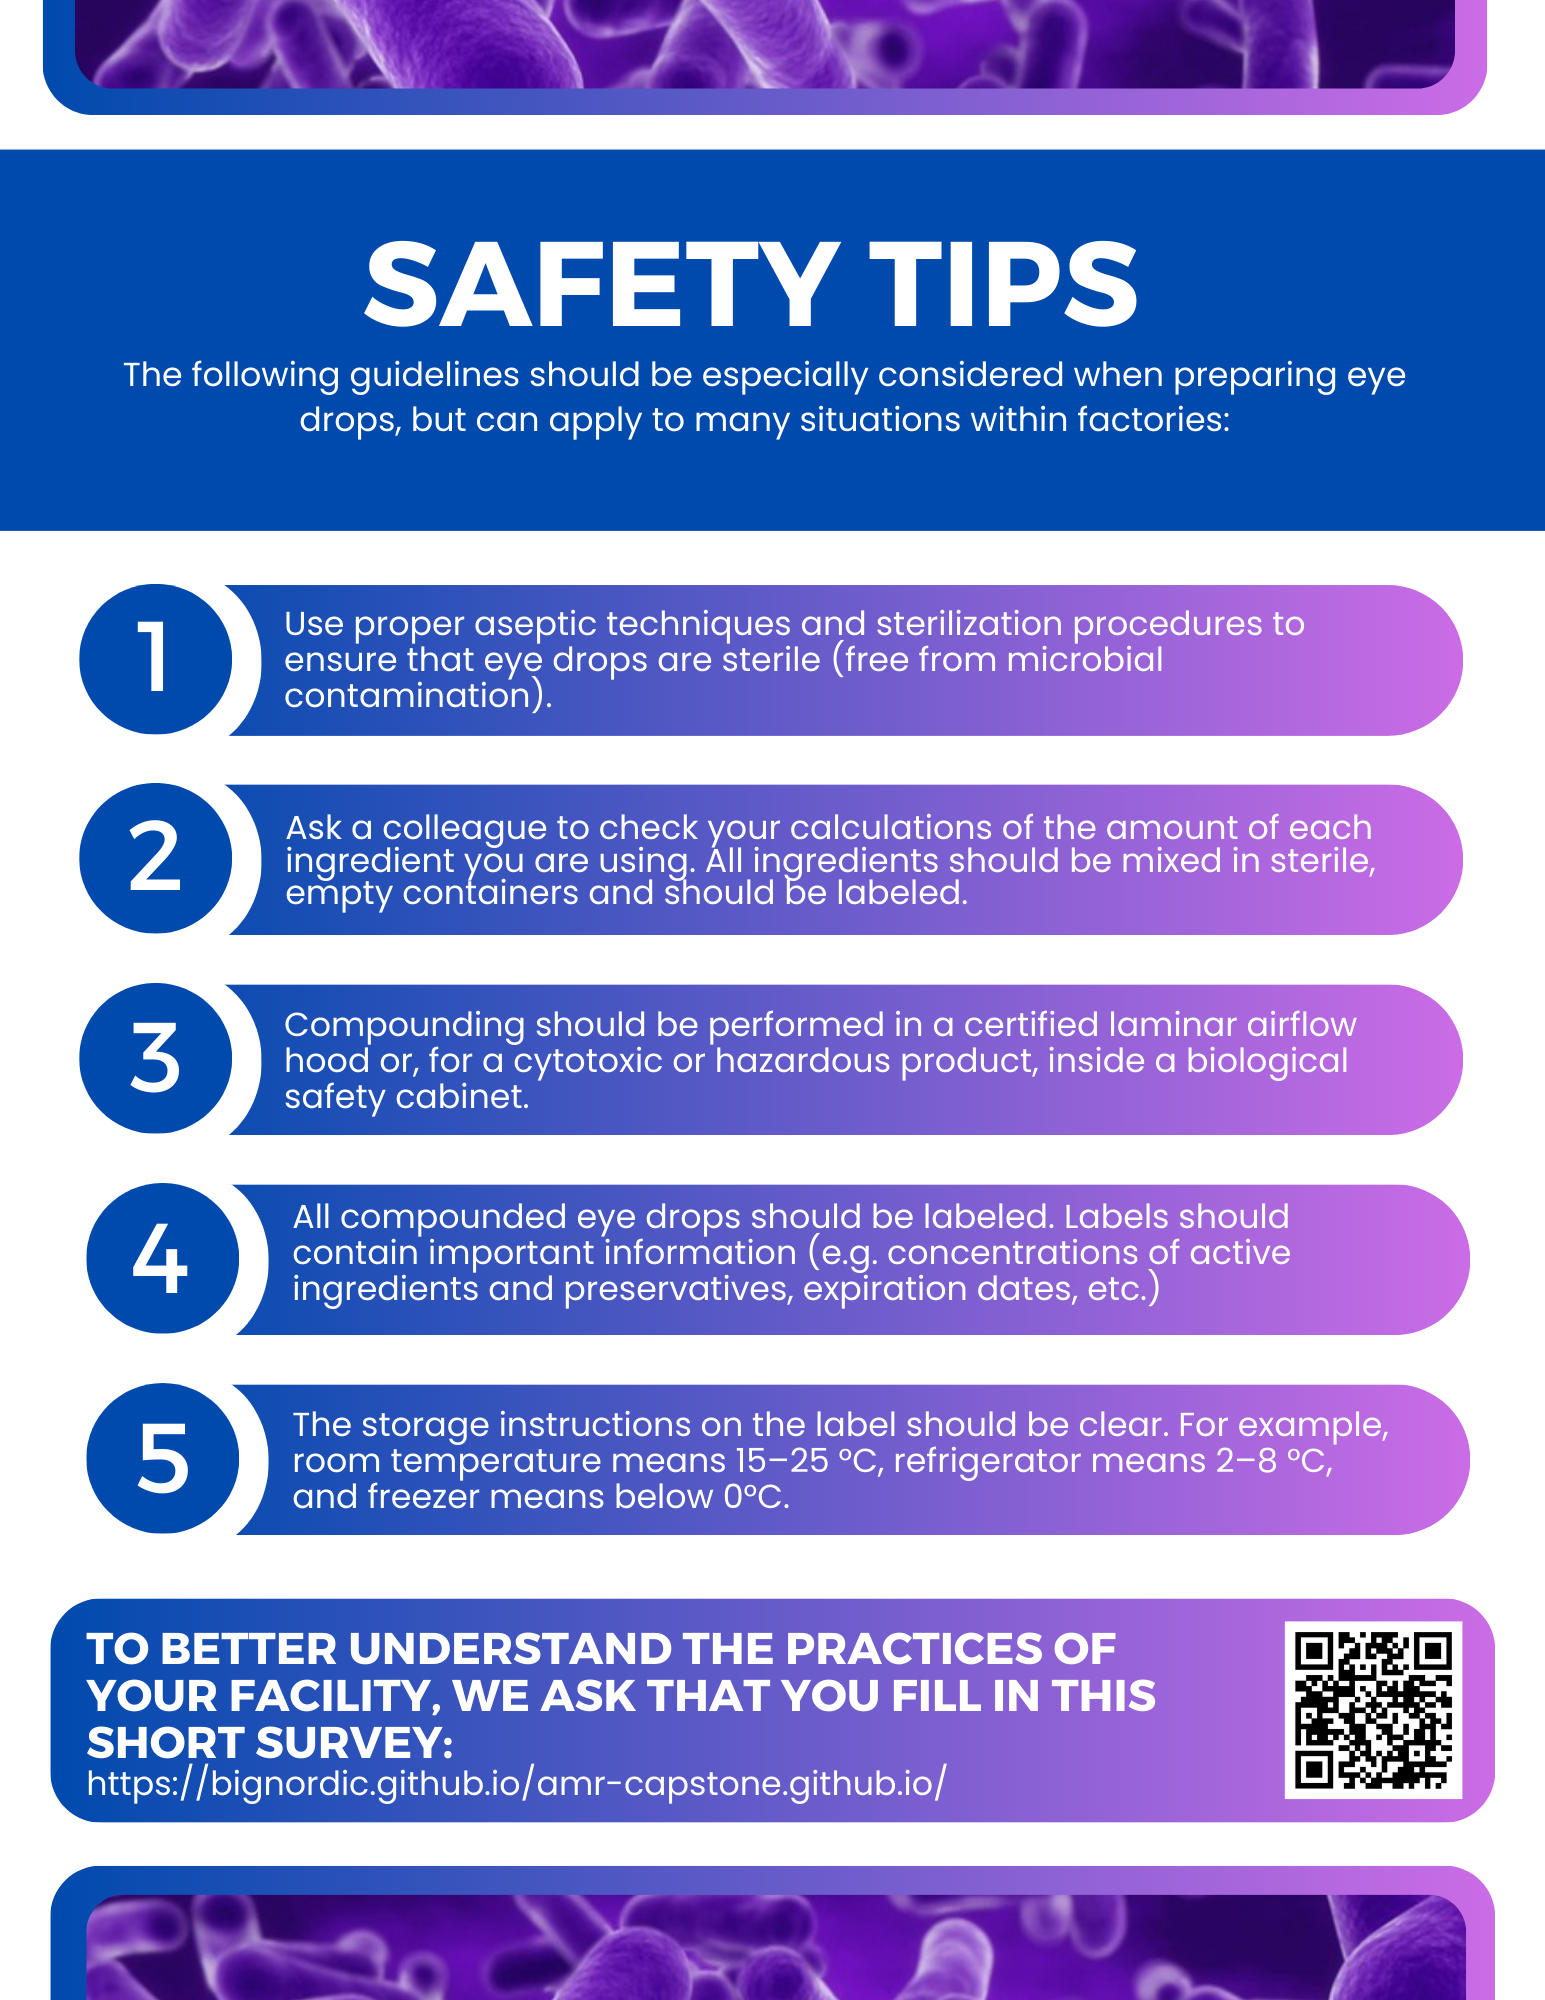 SAFETY TIPS
The following guidelines should be especially considered when preparing eye
drops, but can apply to many situations within factories:
1
Use proper aseptic techniques and sterilization procedures to
ensure that eye drops are sterile (free from microbial
contamination).
2
Ask a colleague to check your calculations of the amount of each
ingredient you are using. All ingredients should be mixed in sterile,
empty containers and should be labeled.
3
Compounding should be performed in a certified laminar airflow
hood or, for a cytotoxic or hazardous product, inside a biological
safety cabinet.
4
All compounded eye drops should be labeled. Labels should
contain important information (e.g. concentrations of active
ingredients and preservatives, expiration dates, etc.)
5
The storage instructions on the label should be clear. For example,
room temperature means 15–25 °C, refrigerator means 2–8 °C,
and freezer means below 0°C.
TO BETTER UNDERSTAND THE PRACTICES OF
YOUR FACILITY, WE ASK THAT YOU FILL IN THIS
SHORT SURVEY:
https://bignordic.github.io/amr-capstone.github.io/